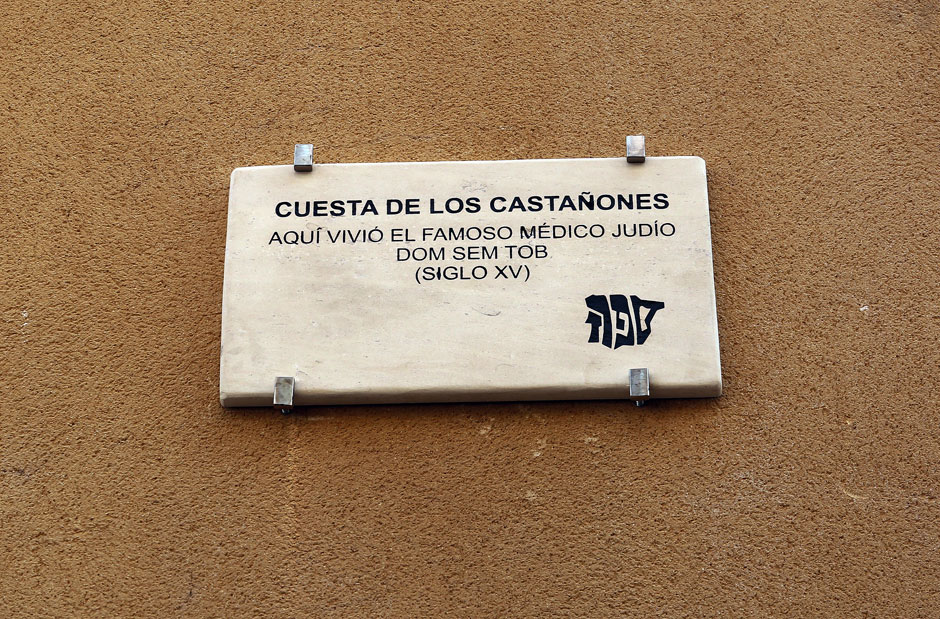 CUESTA DE LOS CASTAÑONES
AQUÍ VIVIÓ EL FAMOSO MÉDICO JUDÍO
DOM SEM TOB
(SIGLO XV)
ספרד